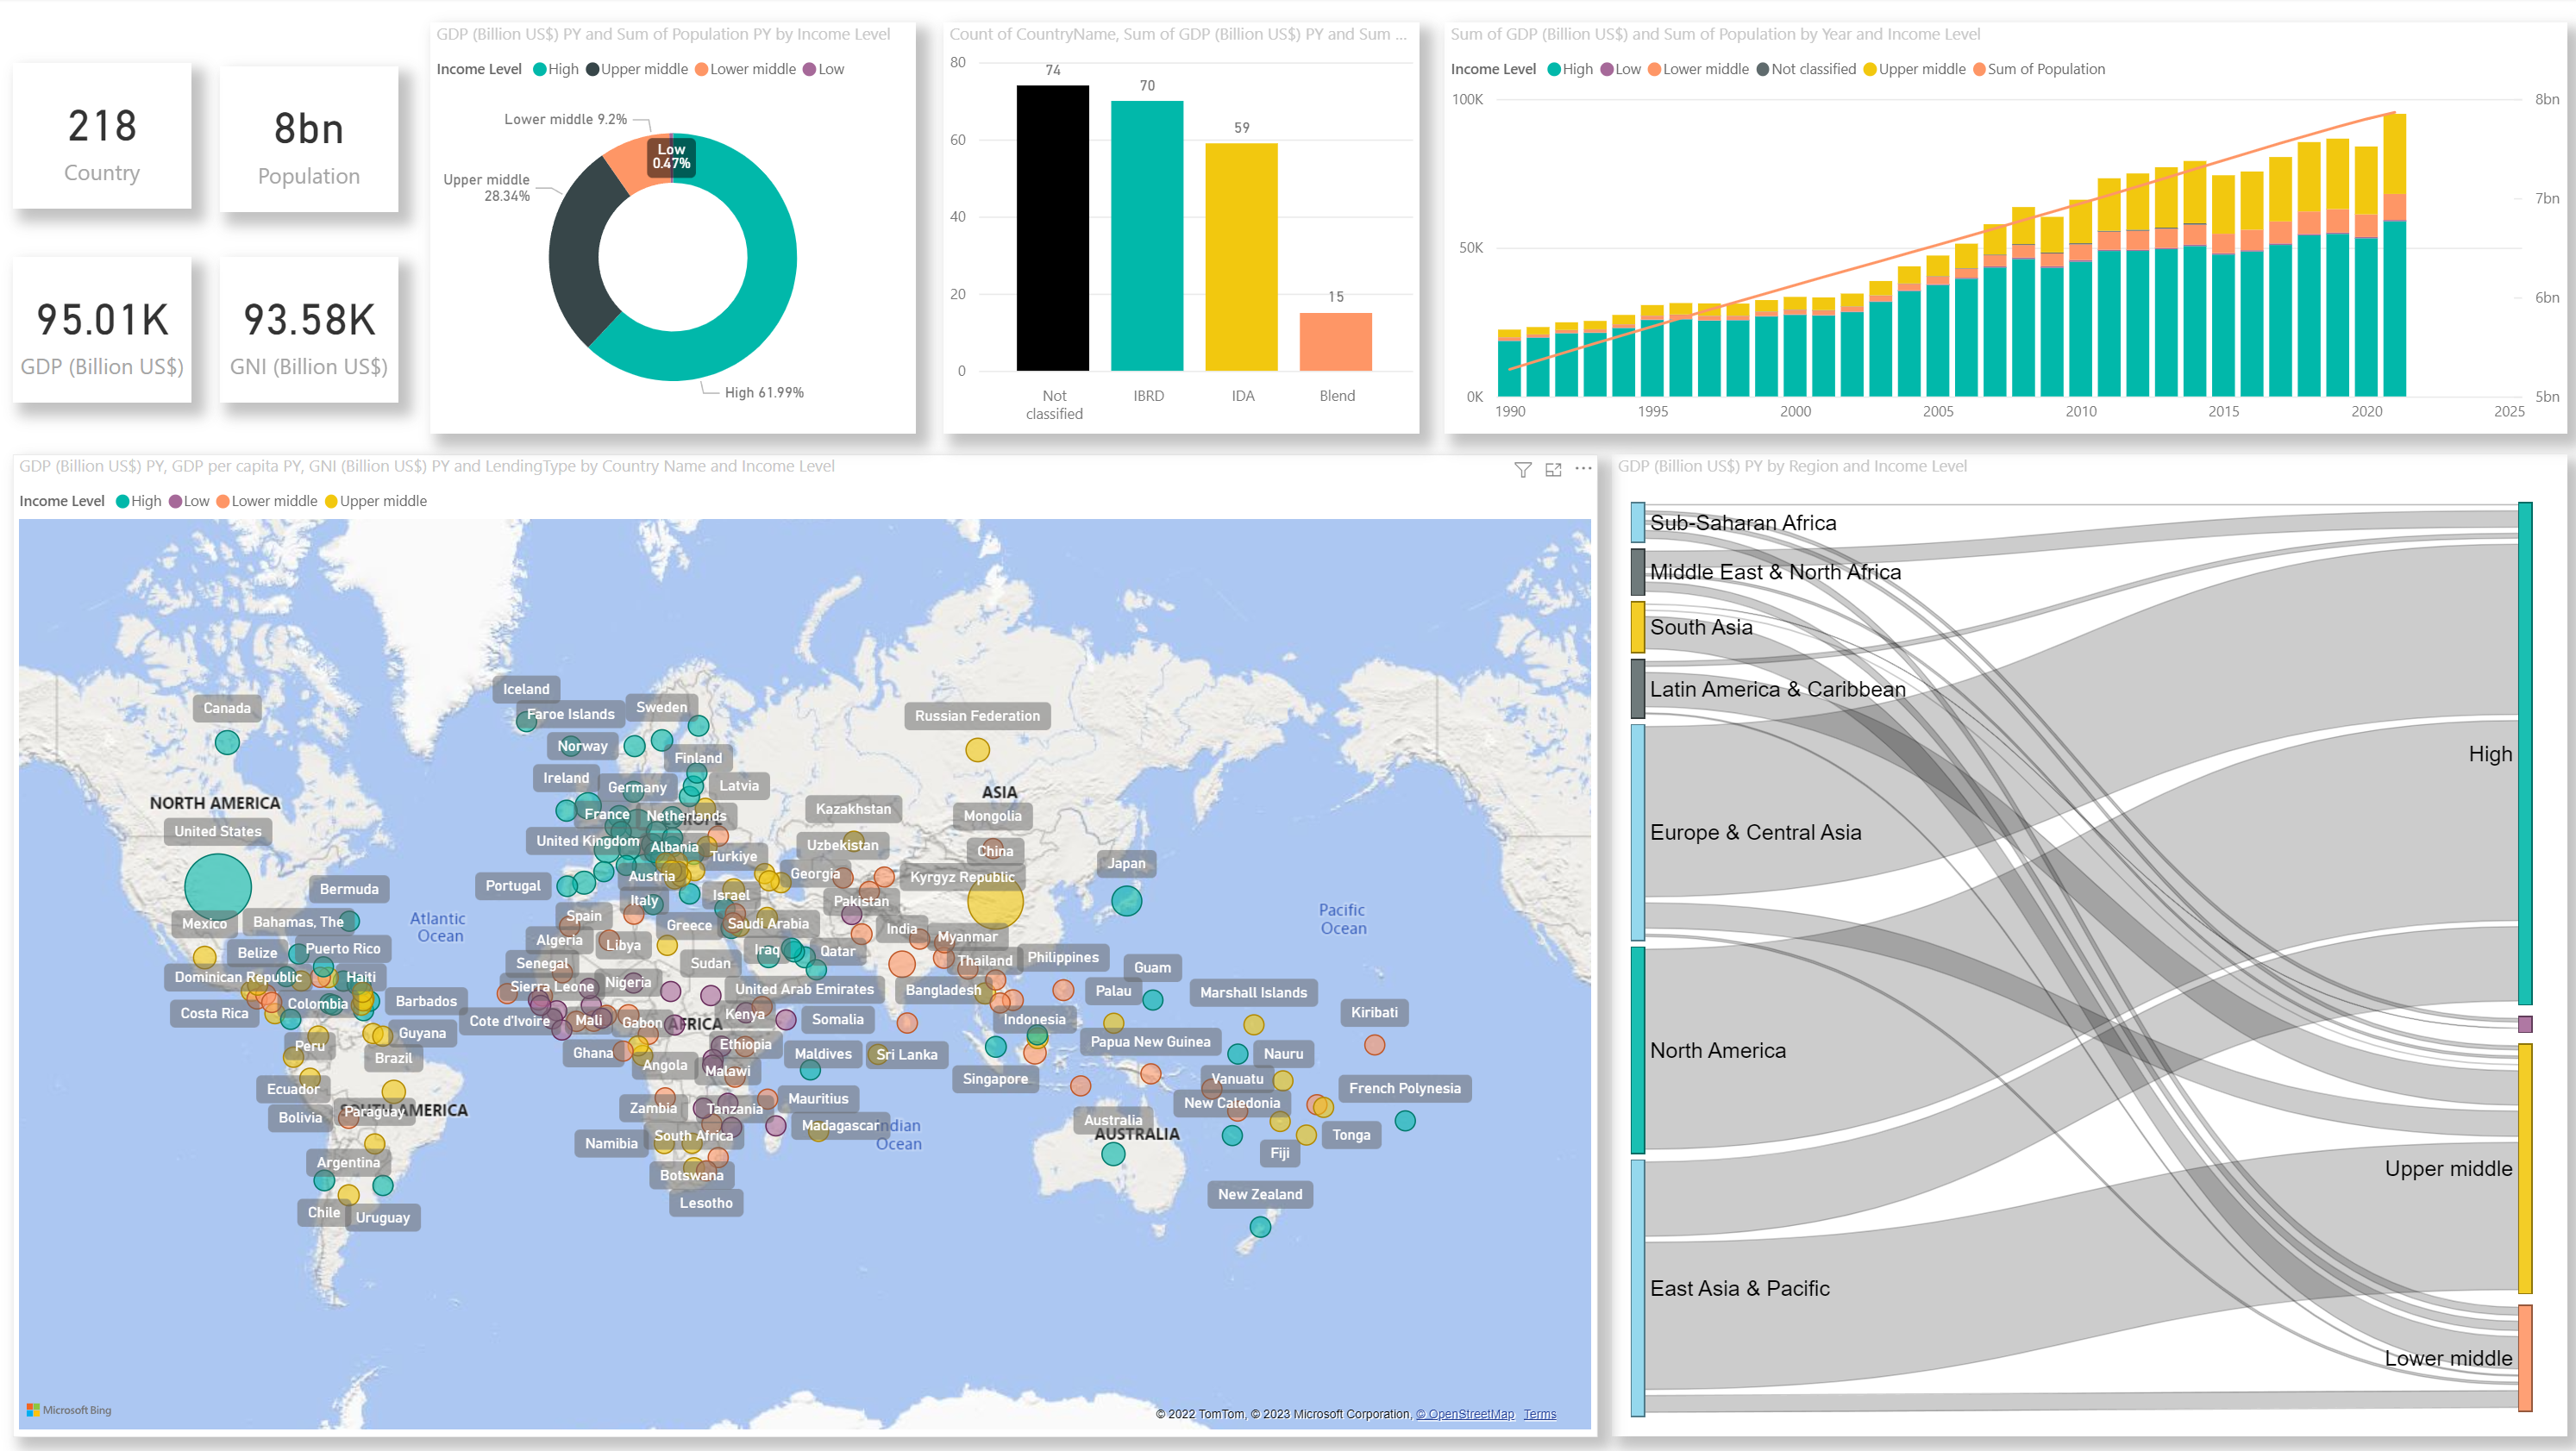 218
Country
8bn
Population
95.01K
GDP (Billion US$)
93.58K
GNI (Billion US$)
GDP (Billion US$) PY and Sum of Population PY by Income Level
Income Level High Upper middle Lower middle Low
Lower middle 9.2%
Low
0.47%
Upper middle
28.34%
High 61.99%
Count of CountryName, Sum of GDP (Billion US$) PY and Sum ...
80
60
40
20
0
74
70
59
15
Not
classified
IBRD
IDA
Blend
Sum of GDP (Billion US$) and Sum of Population by Year and Income Level
Income Level High Low Lower middle Not classified Upper middle Sum of Population
100K
50K
0K
8bn
7bn
6bn
5bn
1990 1995 2000 2005 2010 2015 2020 2025
GDP (Billion US$) PY, GDP per capita PY, GNI (Billion US$) PY and LendingType by Country Name and Income Level
Income Level High Low Lower middle Upper middle
Iceland
Canada
Faroe Islands
Sweden
Russian Federation
Norway
Finland
Ireland
Germany
Latvia
NORTH AMERICA
ASIA
Kazakhstan
France
Netherlands
Mongolia
United States
United Kingdom
Albania
Uzbekistan
China
Turkiye
Japan
Georgia
Kyrgyz Republic
Austria
Portugal
Bermuda
Israel
Italy
Pakistan
Spain
Atlantic
Ocean
Pacific
Ocean
Mexico
Bahamas, The
Greece
Saudi Arabia
India
Myanmar
Algeria
Libya
Belize
Puerto Rico
Iraq
Qatar
Thailand
Philippines
Senegal
Sudan
Guam
Dominican Republic
Haiti
Sierra Leone
Nigeria
United Arab Emirates
Bangladesh
Palau
Marshall Islands
Colombia
Barbados
Costa Rica
Cote d'Ivoire
Mali
Gabon
AFRICA
Kenya
Somalia
Indonesia
Kiribati
Guyana
Peru
Ethiopia
Papua New Guinea
Ghana
Brazil
Maldives
Sri Lanka
Nauru
Angola
Malawi
Singapore
Vanuatu
Ecuador
French Polynesia
Mauritius
New Caledonia
Zambia
Tanzania
Bolivia
Paraguay
SOUTH AMERICA
Australia
AUSTRALIA
Madagascar
Indian
Ocean
South Africa
Namibia
Tonga
Fiji
Argentina
Botswana
New Zealand
Lesotho
Chile
Uruguay
Microsoft Bing
© 2022 TomTom, © 2023 Microsoft Corporation, © OpenStreetMap Terms
GDP (Billion US$) PY by Region and Income Level
Sub-Saharan Africa
Middle East & North Africa
South Asia
Latin America & Caribbean
Europe & Central Asia
North America
East Asia & Pacific
High
Upper middle
Lower middle